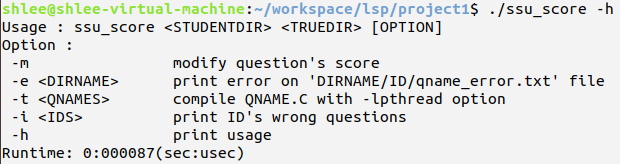 shlee@shlee-virtual-machine:~/workspace/lsp/project1$ ./ssu_score -h
Usage : ssu_score <STUDENTDIR> <TRUEDIR> [OPTION]
Option :
-m modify question's score
-e <DIRNAME> print error on 'DIRNAME/ID/qname_error.txt' file
-t <QNAMES> compile QNAME.C with -lpthread option
-i <IDS> print ID's wrong questions
-h print usage
Runtime: 0:000087(sec:usec)